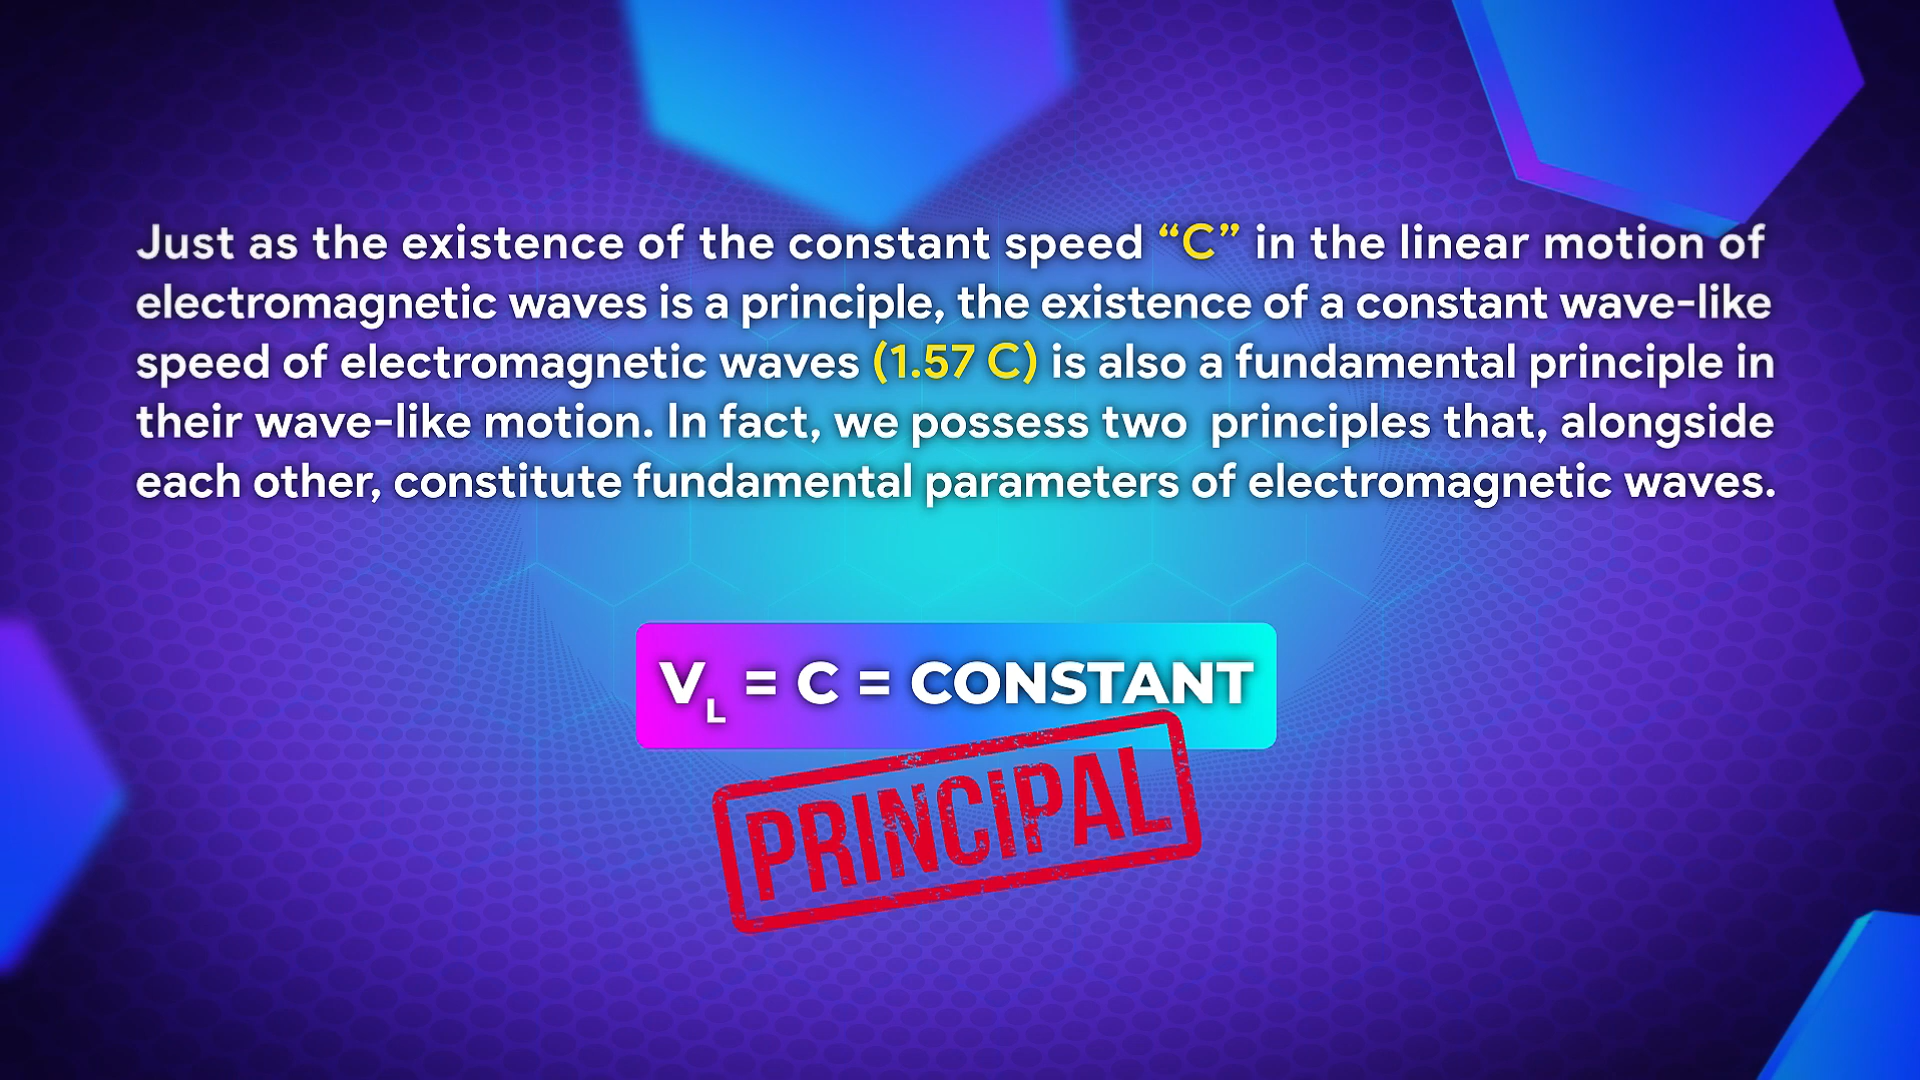 Just as the existence of the constant speed “C” in the linear motion of
electromagnetic waves is a principle, the existence of a constant wave-like
speed of electromagnetic waves (1.57 C) is also a fundamental principle in
their wave-like motion. In fact, we possess two principles that, alongside
each other, constitute fundamental parameters of electromagnetic waves.
V_L = C = CONSTANT
PRINCIPAL